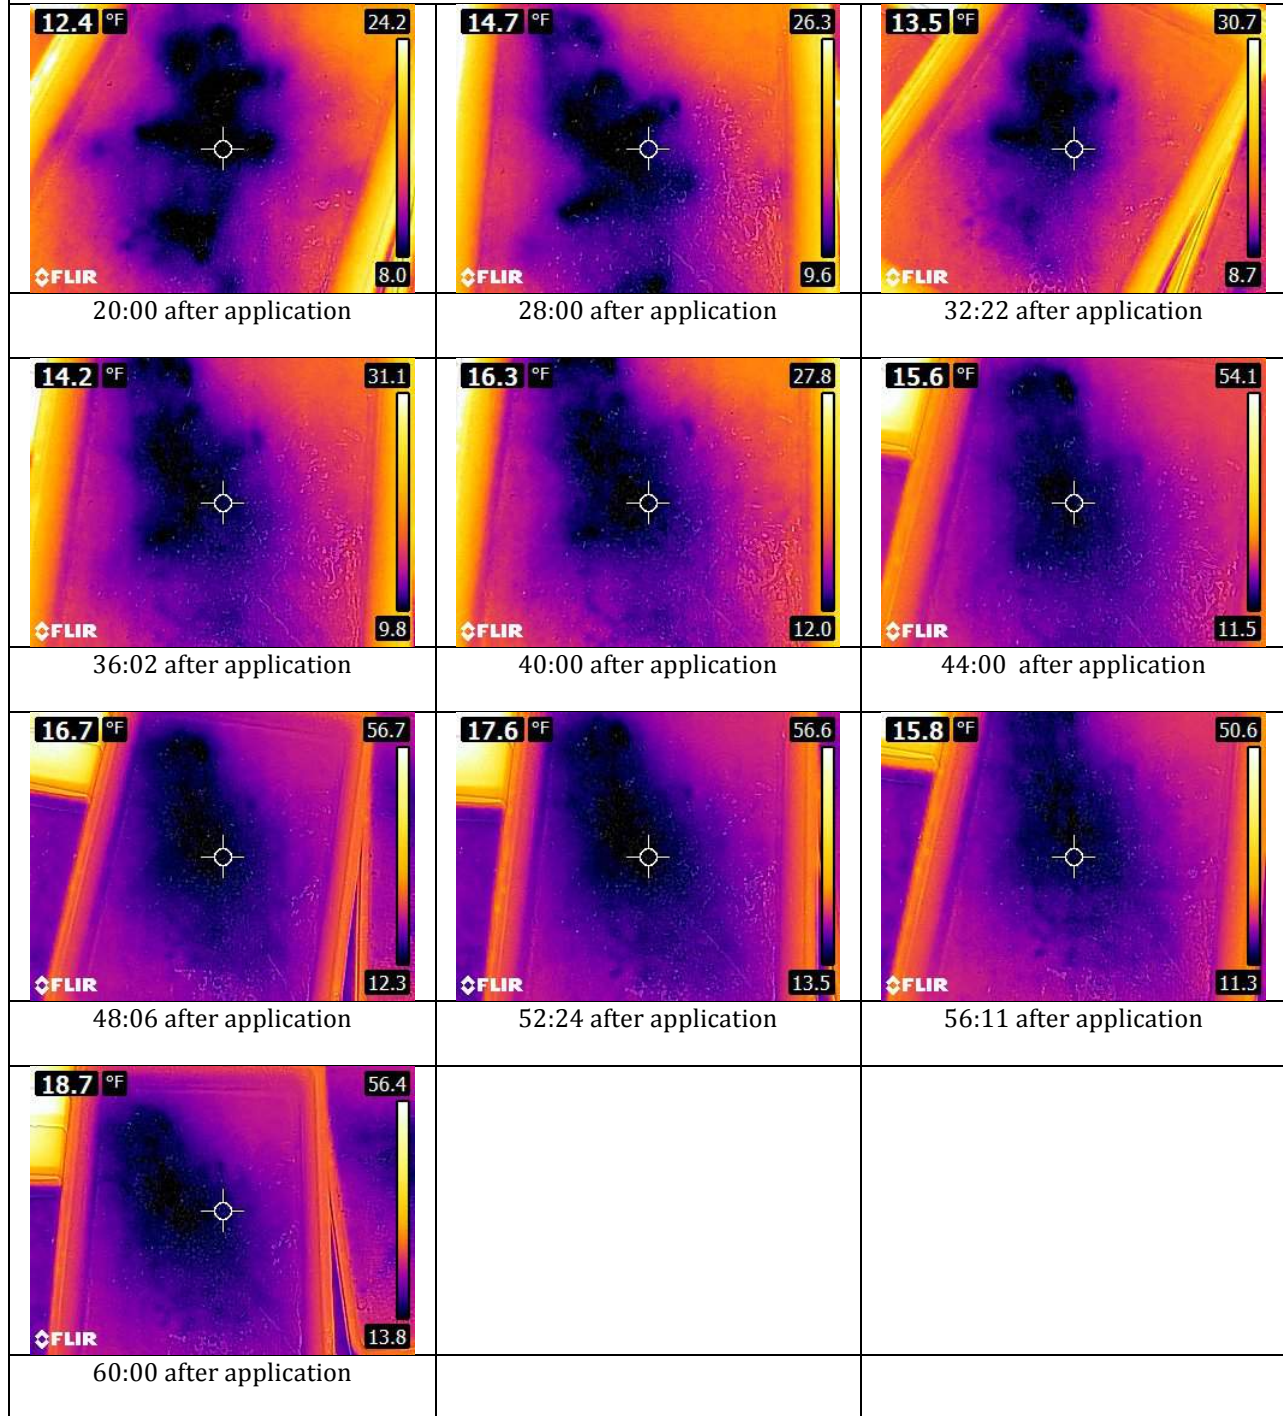 12.4 °F 24.2
FLIR 8.0
20:00 after application
14.7 °F 26.3
FLIR 9.6
28:00 after application
13.5 °F 30.7
FLIR 8.7
32:22 after application
14.2 °F 31.1
FLIR 9.8
36:02 after application
16.3 °F 27.8
FLIR 12.0
40:00 after application
15.6 °F 54.1
FLIR 11.5
44:00 after application
16.7 °F 56.7
FLIR 12.3
48:06 after application
17.6 °F 56.6
FLIR 13.5
52:24 after application
15.8 °F 50.6
FLIR 11.3
56:11 after application
18.7 °F 56.4
FLIR 13.8
60:00 after application